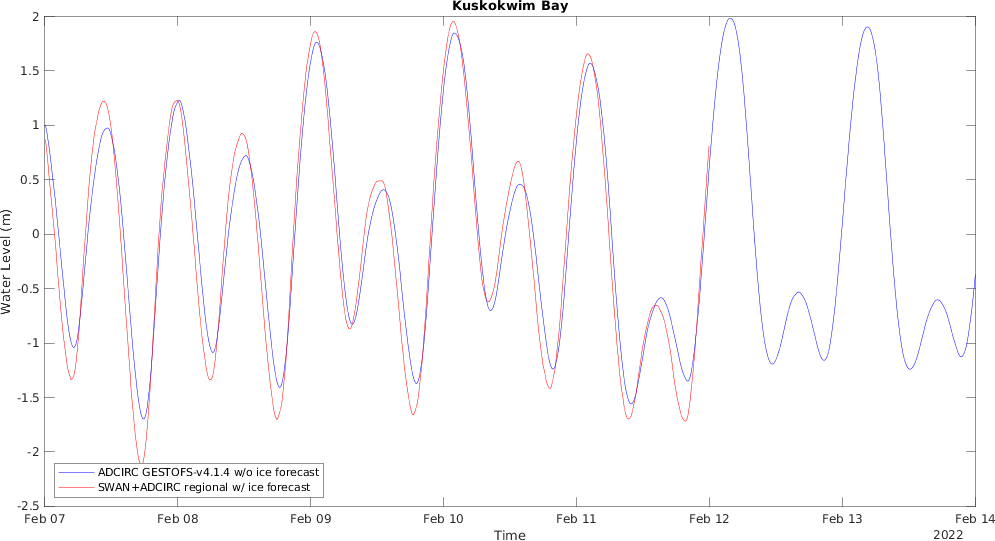 Kuskokwim Bay
2
1.5
1
0.5
0
-0.5
-1
-1.5
-2
-2.5
Water Level (m)
ADCIRC GESTOFS-v4.1.4 w/o ice forecast
SWAN+ADCIRC regional w/ ice forecast
Feb 07 Feb 08 Feb 09 Feb 10 Feb 11 Feb 12 Feb 13 Feb 14
Time
2022